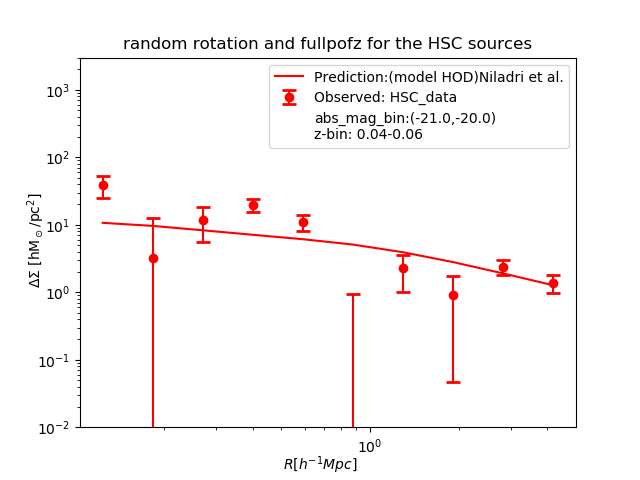 random rotation and fullpofz for the HSC sources
Prediction:(model HOD)Niladri et al.
Observed: HSC_data
abs_mag_bin:(-21.0,-20.0)
z-bin: 0.04-0.06
10³
10²
10¹
10⁰
10⁻¹
10⁻²
ΔΣ [hM⊙/pc²]
10⁰
R[h⁻¹Mpc]